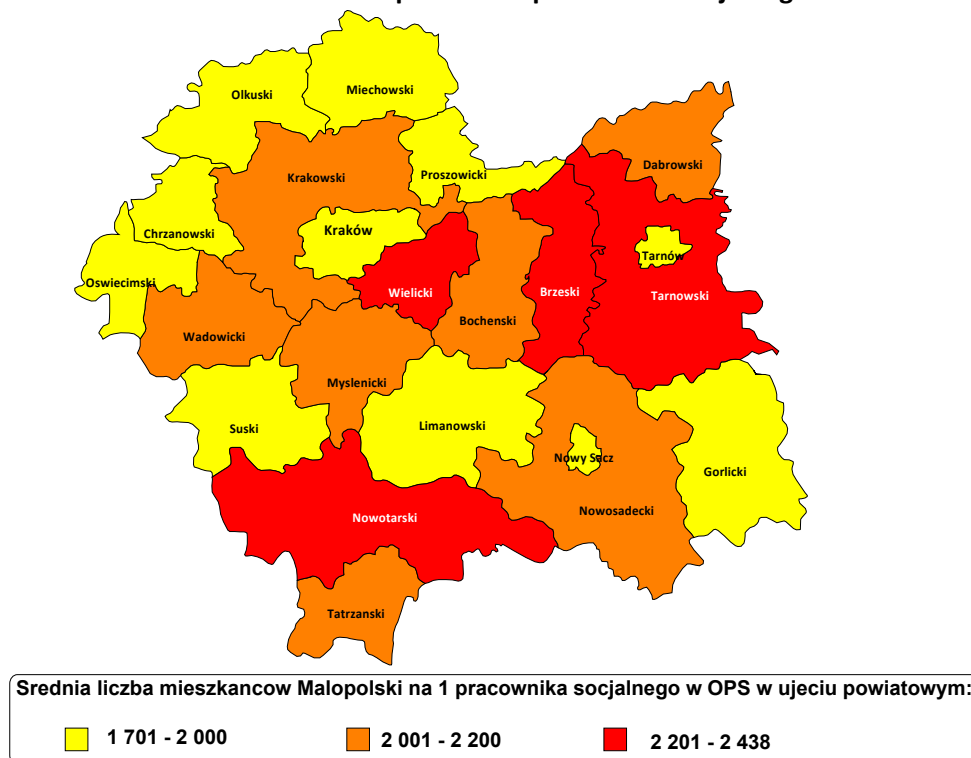 Olkuski
Miechowski
Dabrowski
Krakowski
Proszowicki
Chrzanowski
Kraków
Tarnów
Oswiecimski
Wielicki
Brzeski
Tarnowski
Bochenski
Wadowicki
Myslenicki
Suski
Limanowski
Nowy Sącz
Gorlicki
Nowotarski
Nowosadecki
Tatrzanski
Srednia liczba mieszkancow Malopolski na 1 pracownika socjalnego w OPS w ujeciu powiatowym:
1 701 - 2 000
2 001 - 2 200
2 201 - 2 438